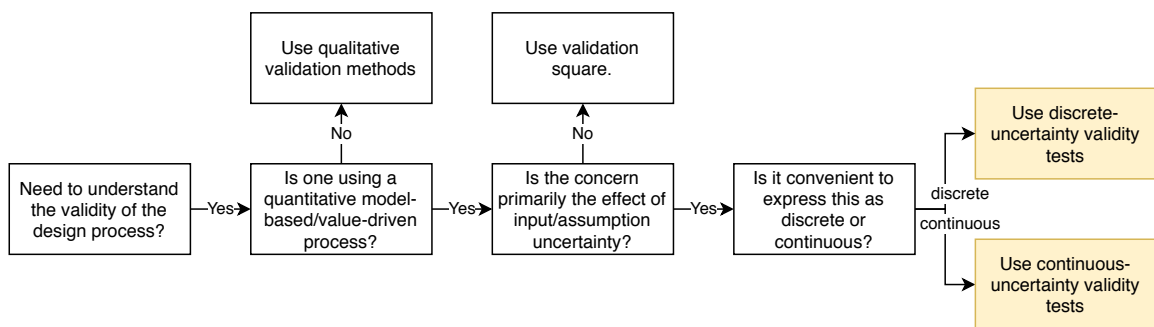 Use qualitative
validation methods
Use validation
square.
No
No
Need to understand
the validity of the
design process?
Yes
Is one using a
quantitative model-
based/value-driven
process?
Yes
Is the concern
primarily the effect of
input/assumption
uncertainty?
Yes
Is it convenient to
express this as
discrete or
continuous?
discrete
continuous
Use discrete-
uncertainty validity
tests
Use continuous-
uncertainty validity
tests